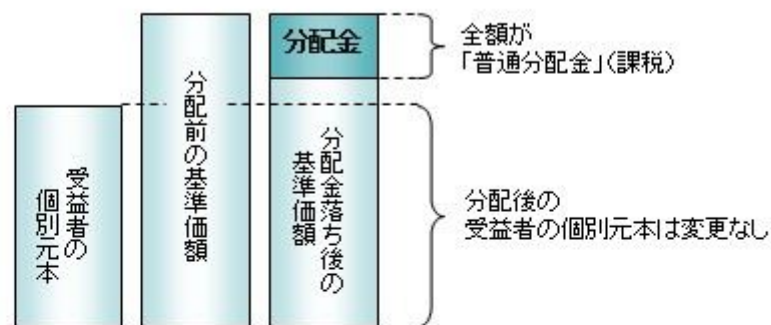 受益者の
個別元本
分配前の基準価額
分配金
分配金落ち後の
基準価額
全額が
「普通分配金」(課税)
分配後の
受益者の個別元本は変更なし